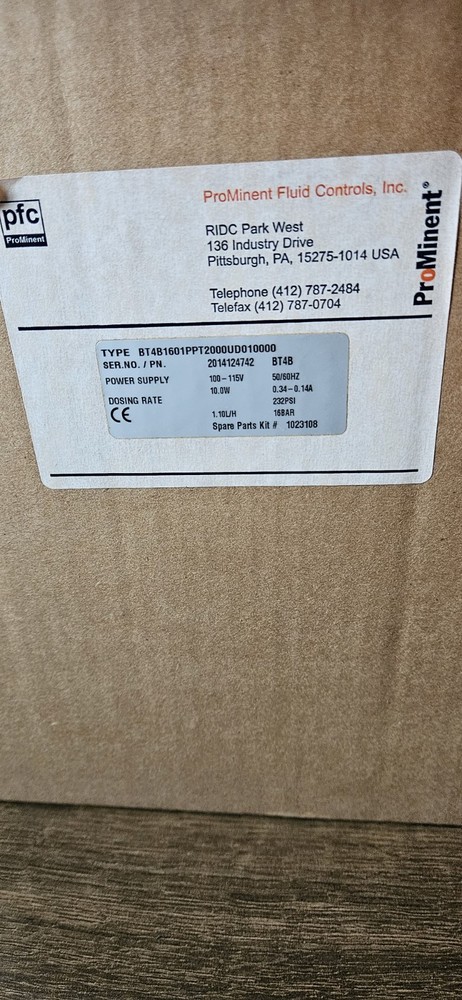 pfc
ProMinent
ProMinent Fluid Controls, Inc.
RIDC Park West
136 Industry Drive
Pittsburgh, PA, 15275-1014 USA
Telephone (412) 787-2484
Telefax (412) 787-0704
ProMinent®
TYPE BT4B1601PPT2000UD010000
SER.NO. / PN. 2014124742 BT4B
POWER SUPPLY 100-115V 50/60HZ
10.0W 0.34-0.14A
DOSING RATE 232PSI
CE 1.10L/H 16BAR
Spare Parts Kit # 1023108